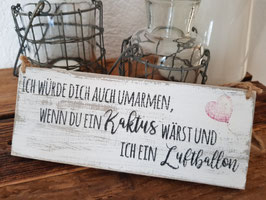 ICH WÜRDE DICH AUCH UMARMEN,
WENN DU EIN Kaktus WÄRST UND
ICH EIN Luftballon